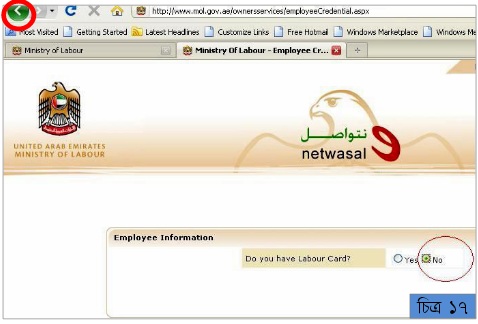 http://www.mol.gov.ae/ownersservices/employeeCredential.aspx
Most Visited Getting Started Latest Headlines Customize Links Free Hotmail Windows Marketplace Windows Me
Ministry of Labour Ministry Of Labour - Employee Cr...
UNITED ARAB EMIRATES
MINISTRY OF LABOUR
نتواصل
netwasal
Employee Information
Do you have Labour Card? Yes No
চিত্র ১৭